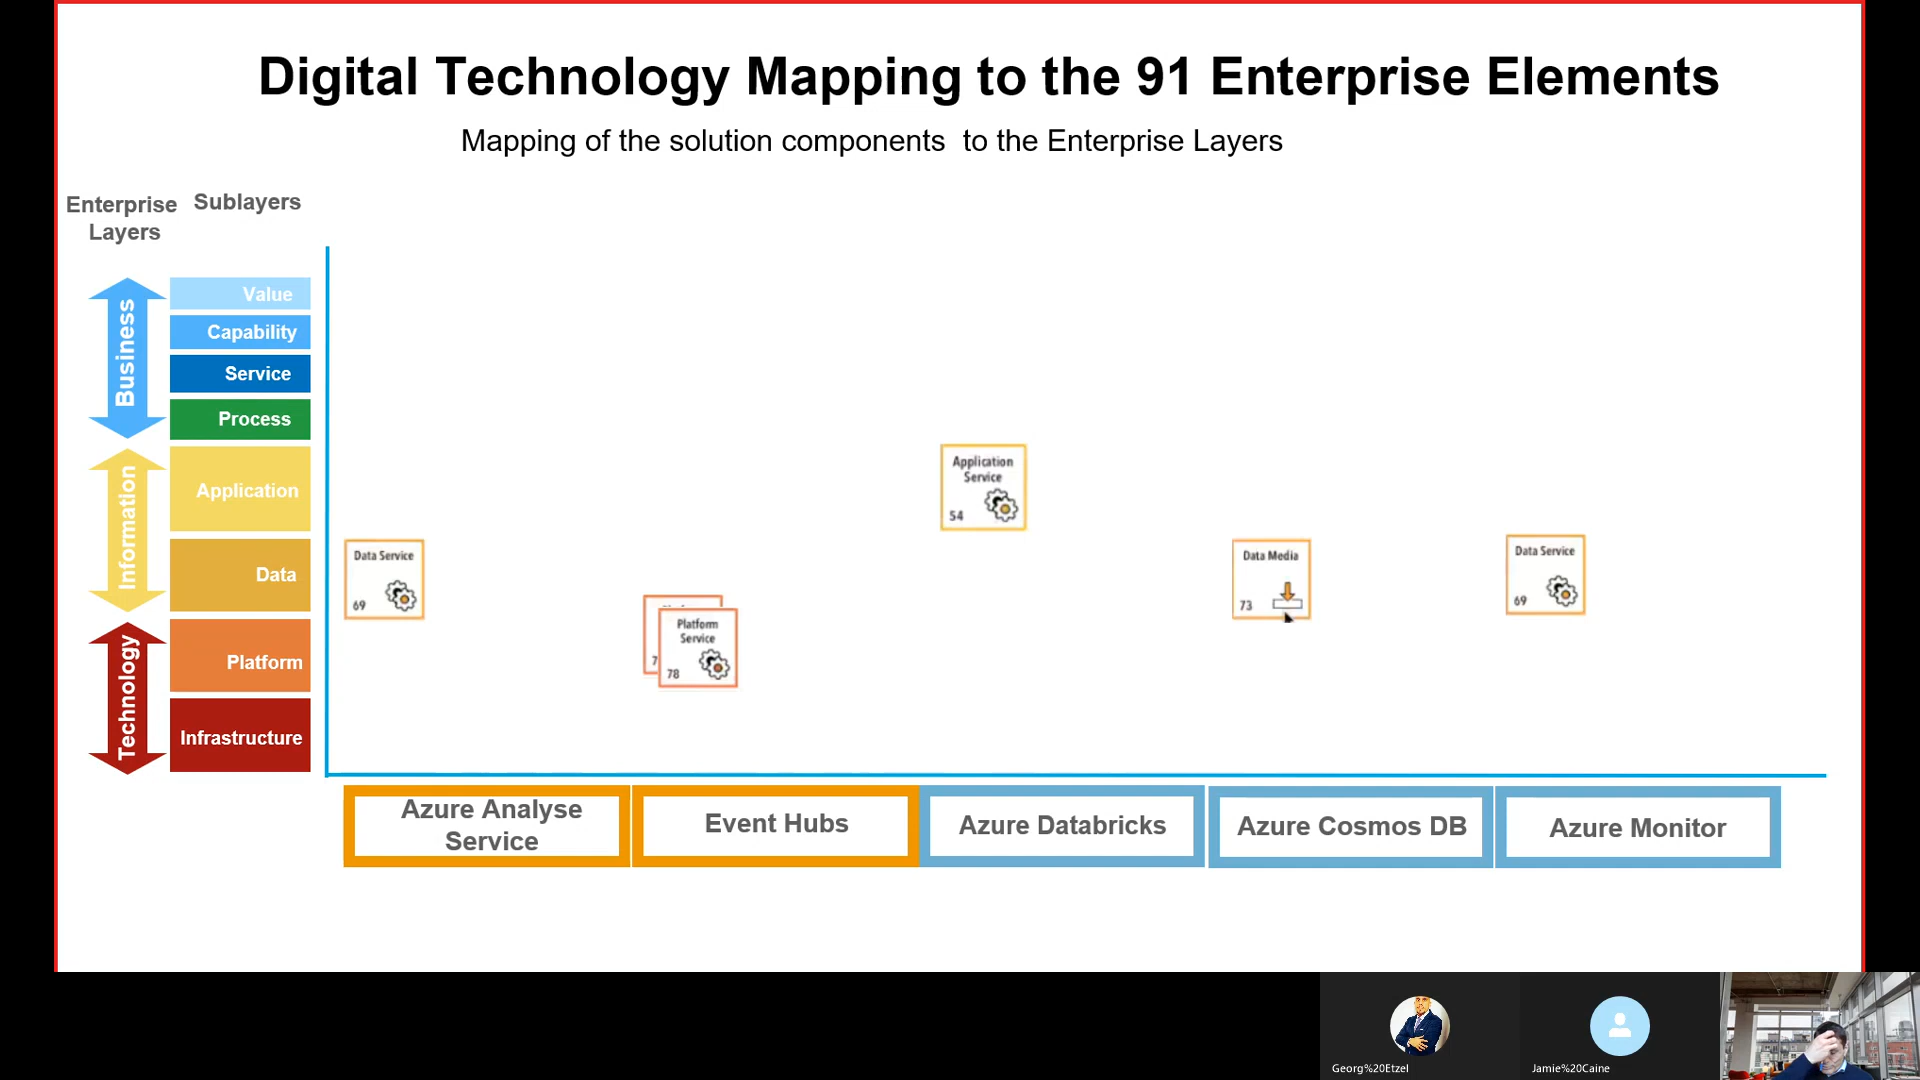 Digital Technology Mapping to the 91 Enterprise Elements
Mapping of the solution components to the Enterprise Layers
Enterprise
Layers
Sublayers
Business
Value
Capability
Service
Process
Information
Application
Data
Technology
Platform
Infrastructure
Data Service
69
7
Platform
Service
78
Application
Service
54
Data Media
73
Data Service
69
Azure Analyse
Service
Event Hubs
Azure Databricks
Azure Cosmos DB
Azure Monitor
Georg%20Etzel
Jamie%20Caine